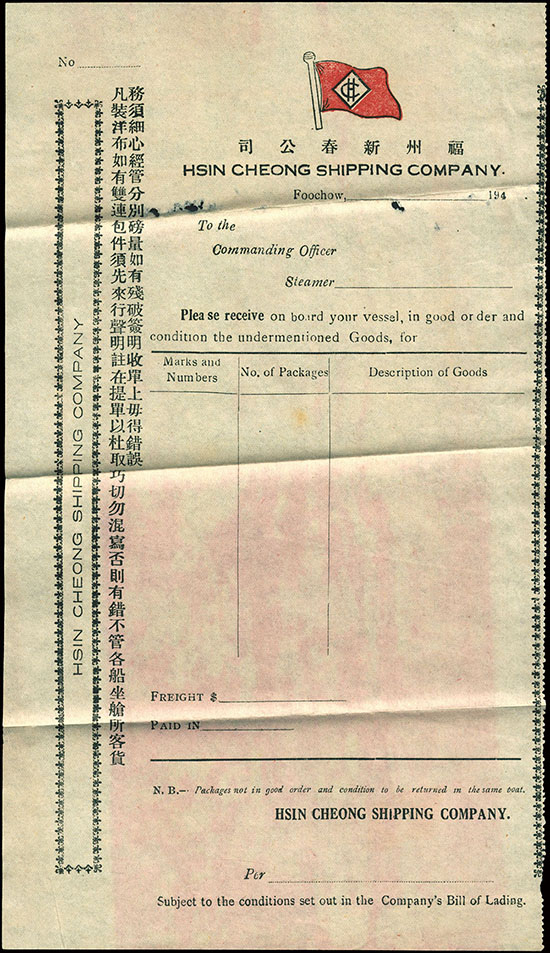 No
HC
福州新春公司
HSIN CHEONG SHIPPING COMPANY.
Foochow, 194
To the
Commanding Officer
Steamer
Please receive on board your vessel, in good order and
condition the undermentioned Goods, for
Marks and Numbers
No. of Packages
Description of Goods
FREIGHT $
PAID IN
N. B.— Packages not in good order and condition to be returned in the same boat.
HSIN CHEONG SHIPPING COMPANY.
Per
Subject to the conditions set out in the Company's Bill of Lading.
務須細心經管分別磅量如有殘破簽明收單上毋得錯誤
凡裝洋布如有雙連包件須先來行聲明註在提單以杜取巧切勿混寫否則有錯不管各船坐艙所客貨
HSIN CHEONG SHIPPING COMPANY